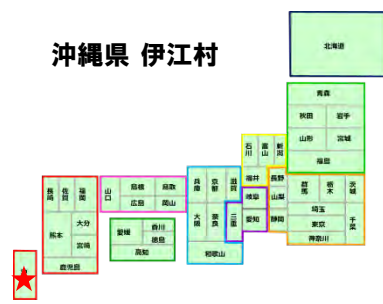 沖縄県 伊江村
北海道
青森
秋田
岩手
山形
宮城
福島
石川
富山
新潟
福井
長野
群馬
栃木
茨城
岐阜
山梨
埼玉
千葉
東京
愛知
静岡
神奈川
兵庫
京都
滋賀
大阪
奈良
三重
和歌山
山口
島根
鳥取
広島
岡山
愛媛
香川
徳島
高知
長崎
佐賀
福岡
熊本
大分
宮崎
鹿児島